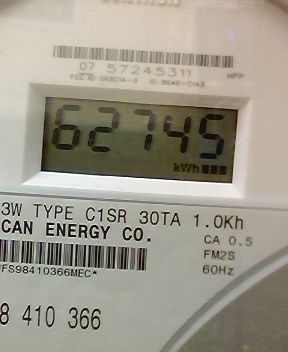 07 57245311
62745
kWh
3W TYPE C1SR 30TA 1.0Kh
CAN ENERGY CO.
CA 0.5
FM2S
60Hz
FS98410366MEC*
8 410 366